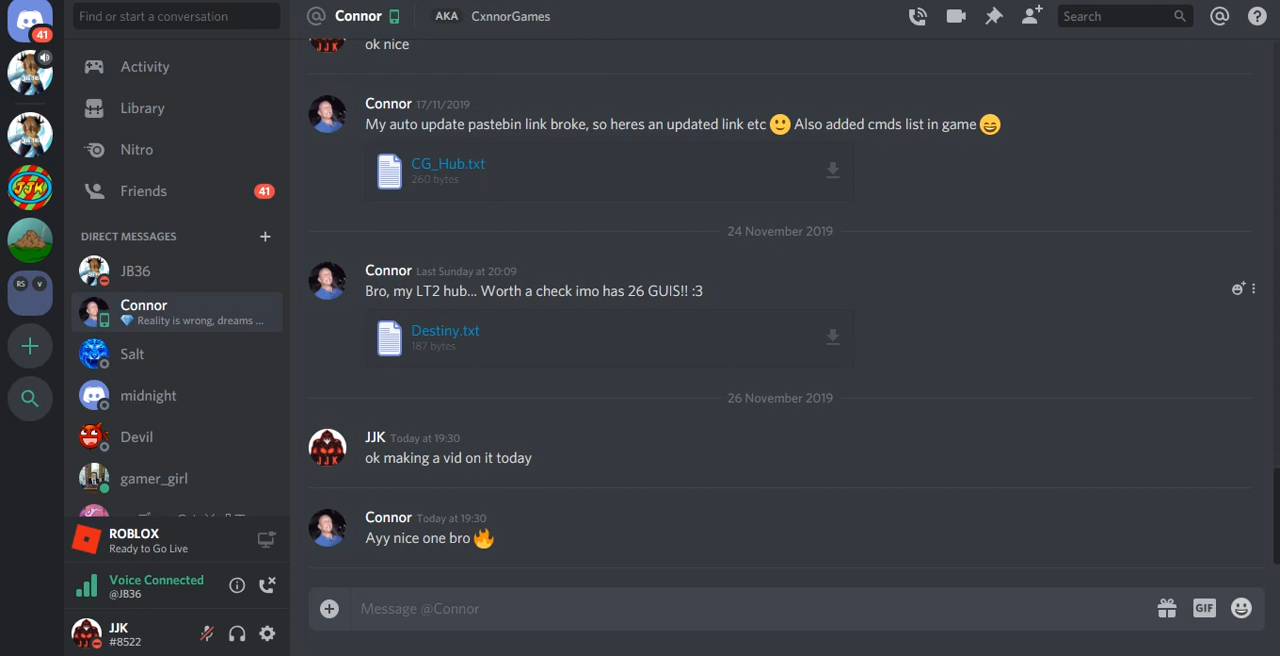 Find or start a conversation
@ Connor AKA CxnnorGames
Search
41
Activity
Library
Nitro
Friends 41
DIRECT MESSAGES +
JB36
Connor
Reality is wrong, dreams ...
Salt
midnight
Devil
gamer_girl
RS V
ROBLOX
Ready to Go Live
Voice Connected
@JB36
JJK
#8522
JJK
ok nice
Connor 17/11/2019
My auto update pastebin link broke, so heres an updated link etc 🙂 Also added cmds list in game 😄
CG_Hub.txt
260 bytes
24 November 2019
Connor Last Sunday at 20:09
Bro, my LT2 hub... Worth a check imo has 26 GUIS!! :3
Destiny.txt
187 bytes
26 November 2019
JJK Today at 19:30
ok making a vid on it today
JJK
Connor Today at 19:30
Ayy nice one bro 🔥
Message @Connor
GIF